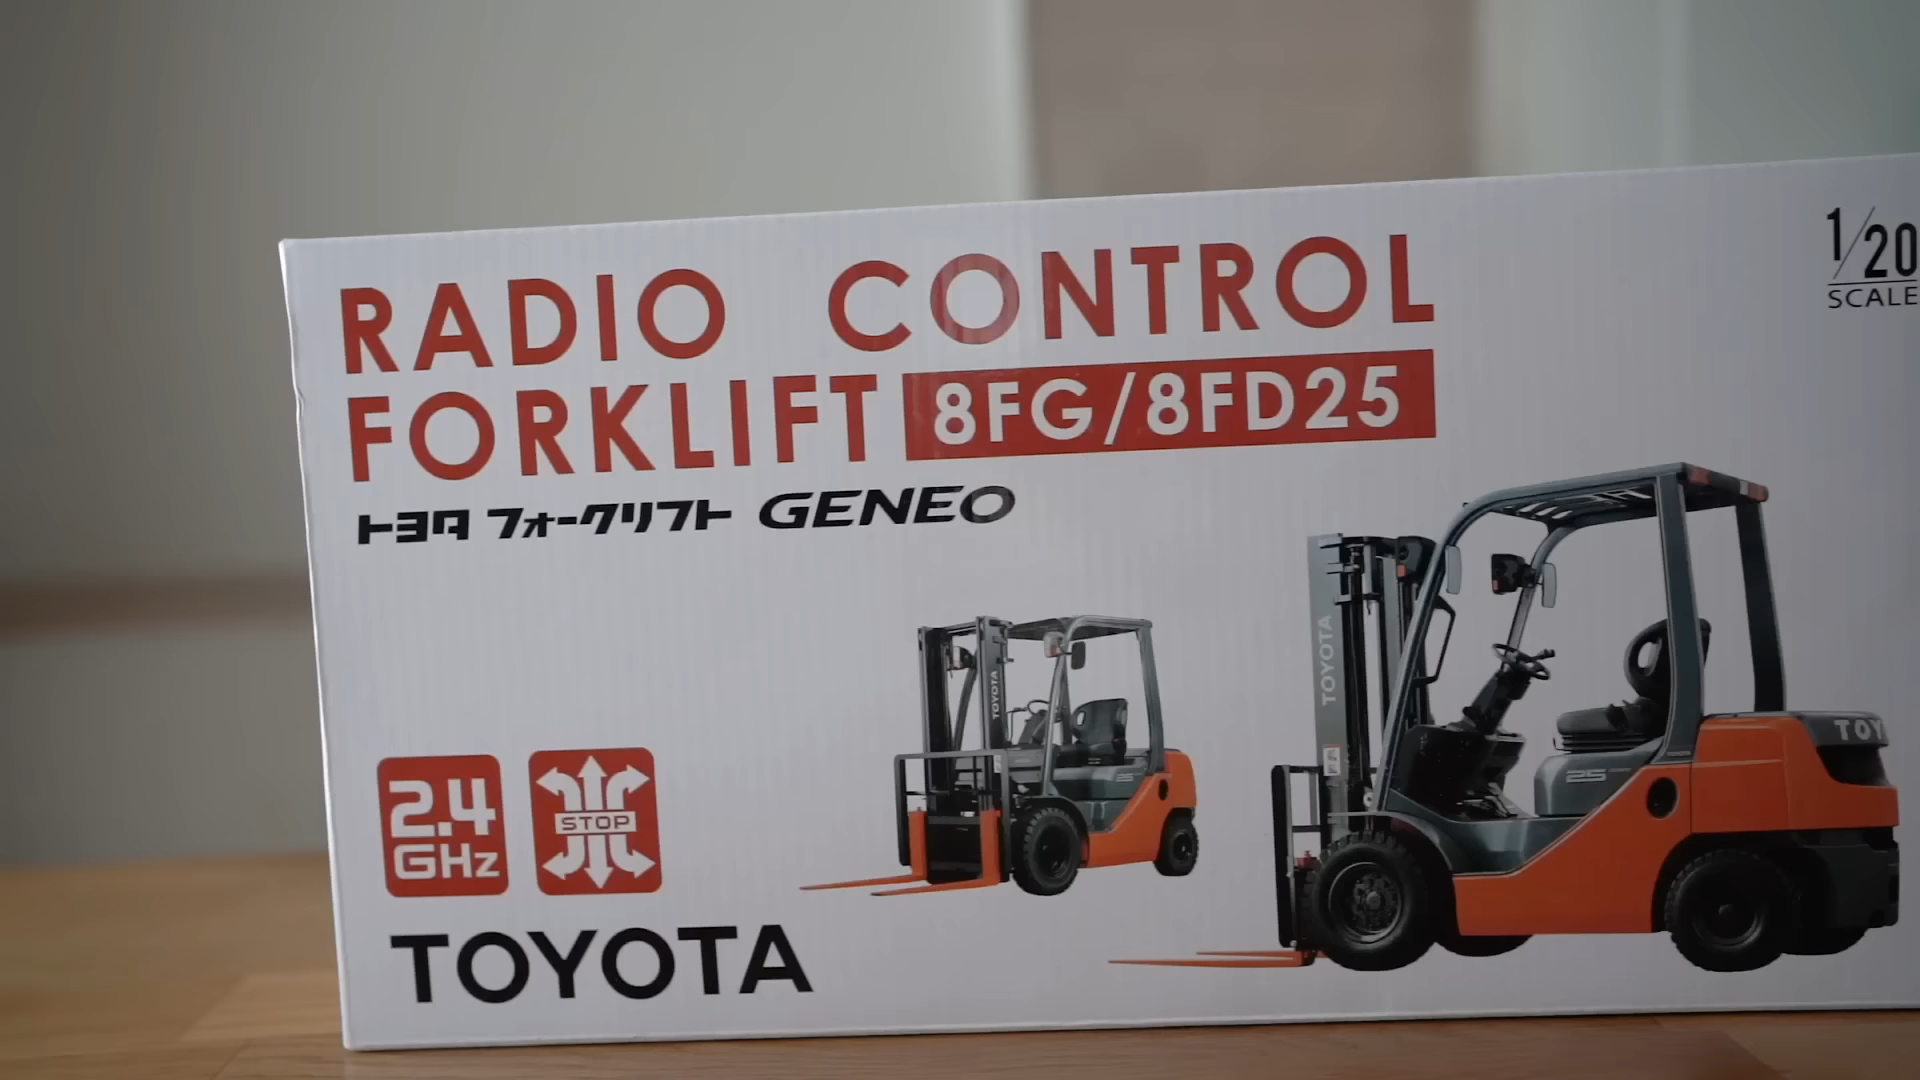 RADIO CONTROL
FORKLIFT 8FG/8FD25
トヨタ フォークリフト GENEO
1/20
SCALE
TOYOTA
TOYOTA
25
25
TOY
2.4
GHz
STOP
TOYOTA